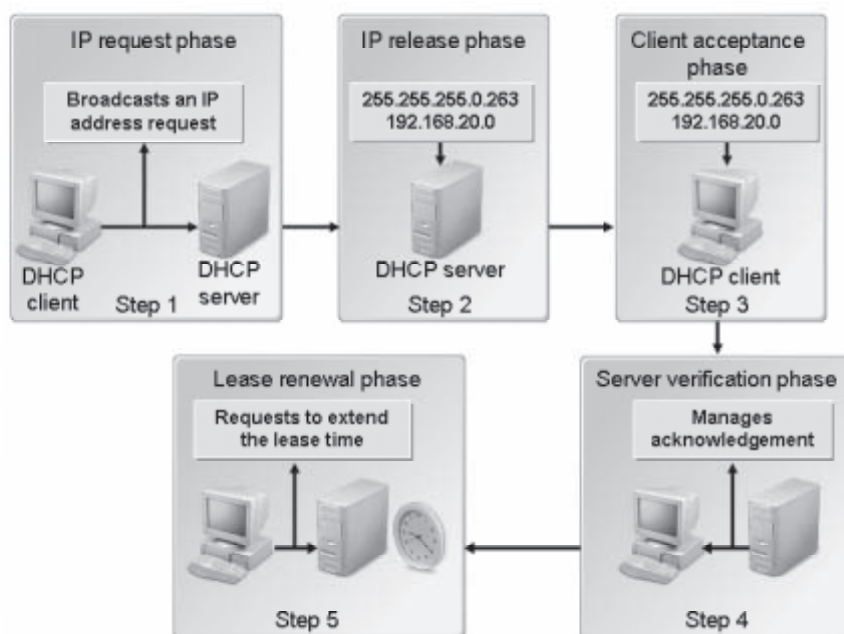 IP request phase
Broadcasts an IP
address request
DHCP
client
DHCP
server
Step 1
IP release phase
255.255.255.0.263
192.168.20.0
DHCP server
Step 2
Client acceptance
phase
255.255.255.0.263
192.168.20.0
DHCP client
Step 3
Server verification phase
Manages
acknowledgement
Step 4
Lease renewal phase
Requests to extend
the lease time
Step 5